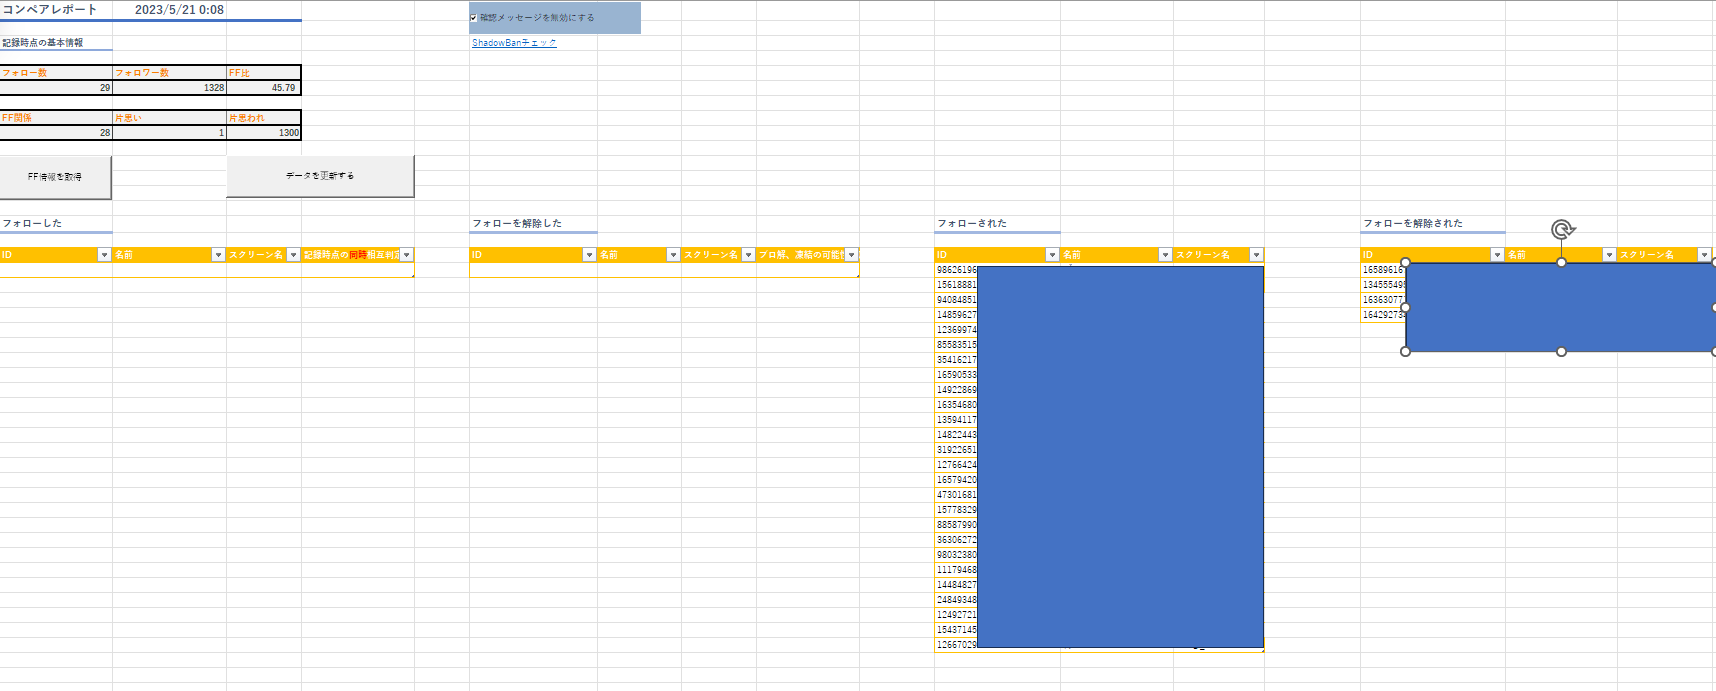 コンペアレポート 2023/5/21 0:08
確認メッセージを無効にする
記録時点の基本情報
ShadowBanチェック
フォロー数 フォロワー数 FF比
29 1328 45.79
FF関係 片思い 片思われ
28 1 1300
FF情報を取得 データを更新する
フォローした フォローを解除した フォローされた フォローを解除された
ID 名前 スクリーン名 記録時点の同時相互判定 ID 名前 スクリーン名 ブロ解、凍結の可能 ID 名前 スクリーン名 ID 名前 スクリーン名
98626196 1658961
15618881 13455549
94084851 1636307
14859627 1642927
12369974
85583515
35416217
16590533
14922869
16354680
13594117
14822443
31922651
12766424
16579420
47301681
15778329
88587990
36306272
98032380
11179468
14484827
24849348
12492721
15437145
12667029